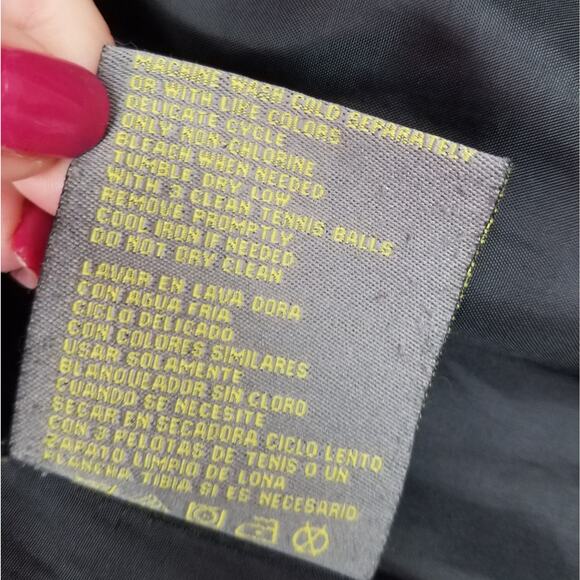 MACHINE WASH COLD SEPARATELY
OR WITH LIKE COLORS
DELICATE CYCLE
ONLY NON-CHLORINE
BLEACH WHEN NEEDED
TUMBLE DRY LOW
WITH 3 CLEAN TENNIS BALLS
REMOVE PROMPTLY
COOL IRON IF NEEDED
DO NOT DRY CLEAN
LAVAR EN LAVA DORA
CON AGUA FRIA
CICLO DELICADO
CON COLORES SIMILARES
USAR SOLAMENTE
BLANQUEADOR SIN CLORO
CUANDO SE NECESITE
SECAR EN SECADORA CICLO LENTO
CON 3 PELOTAS DE TENIS O UN
ZAPATO LIMPIO DE LONA
PLANCHA TIBIA SI ES NECESARIO